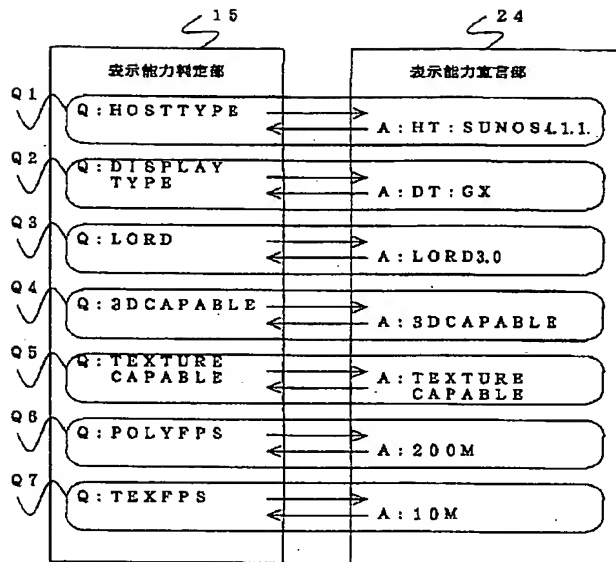 15
24
表示能力判定部
表示能力宣言部
Q1
Q:HOSTTYPE
A:HT:SUNOS4.1.1.
Q2
Q:DISPLAY
TYPE
A:DT:GX
Q3
Q:LORD
A:LORD3.0
Q4
Q:3DCAPABLE
A:3DCAPABLE
Q5
Q:TEXTURE
CAPABLE
A:TEXTURE
CAPABLE
Q6
Q:POLYFPS
A:200M
Q7
Q:TEXFPS
A:10M